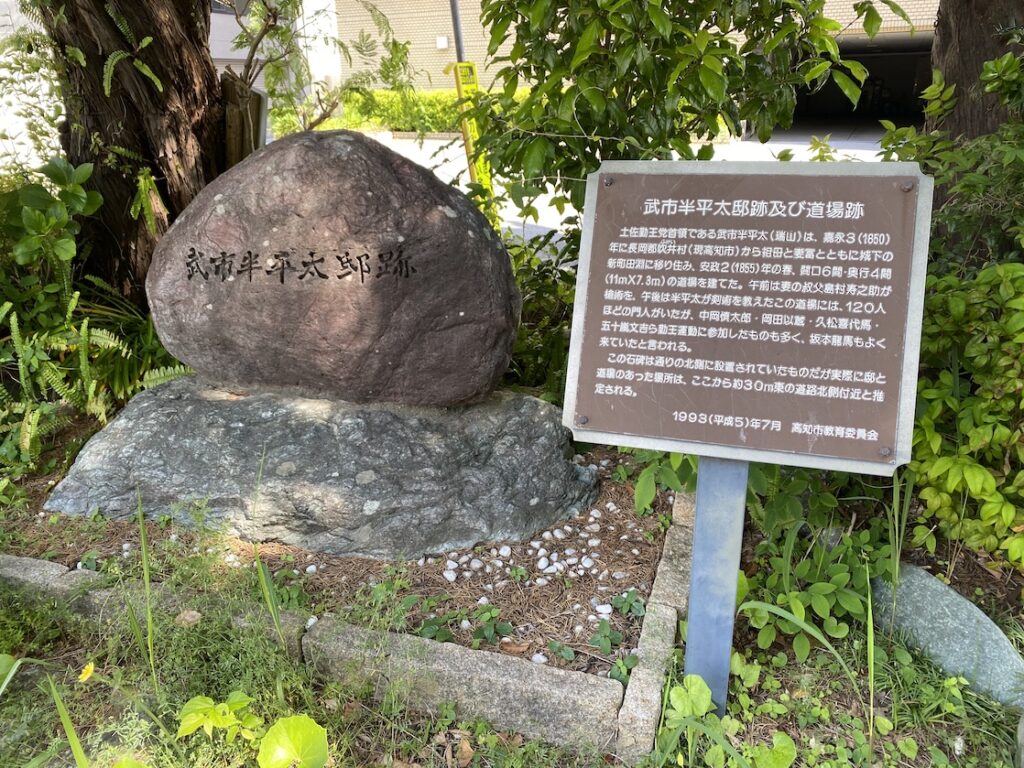 武市半平太邸跡
武市半平太邸跡及び道場跡
土佐勤王党首領である武市半平太(瑞山)は、嘉永3(1850)
年に長岡郡吹井村(現高知市)から祖母と妻富とともに城下の
新町田淵に移り住み、安政2(1855)年の春、間口6間・奥行4間
(11mX7.3m)の道場を建てた。午前は妻の叔父島村寿之助が
槍術を、午後は半平太が剣術を教えたこの道場には、120人
ほどの門人がいたが、中岡慎太郎・岡田以蔵・久松喜代馬・
五十嵐文吉ら勤王運動に参加したものも多く、坂本龍馬もよく
来ていたと言われる。
この石碑は通りの北側に設置されていたものだが実際に邸と
道場のあった場所は、ここから約30m東の道路北側付近と推
定される。
1993(平成5)年7月 高知市教育委員会